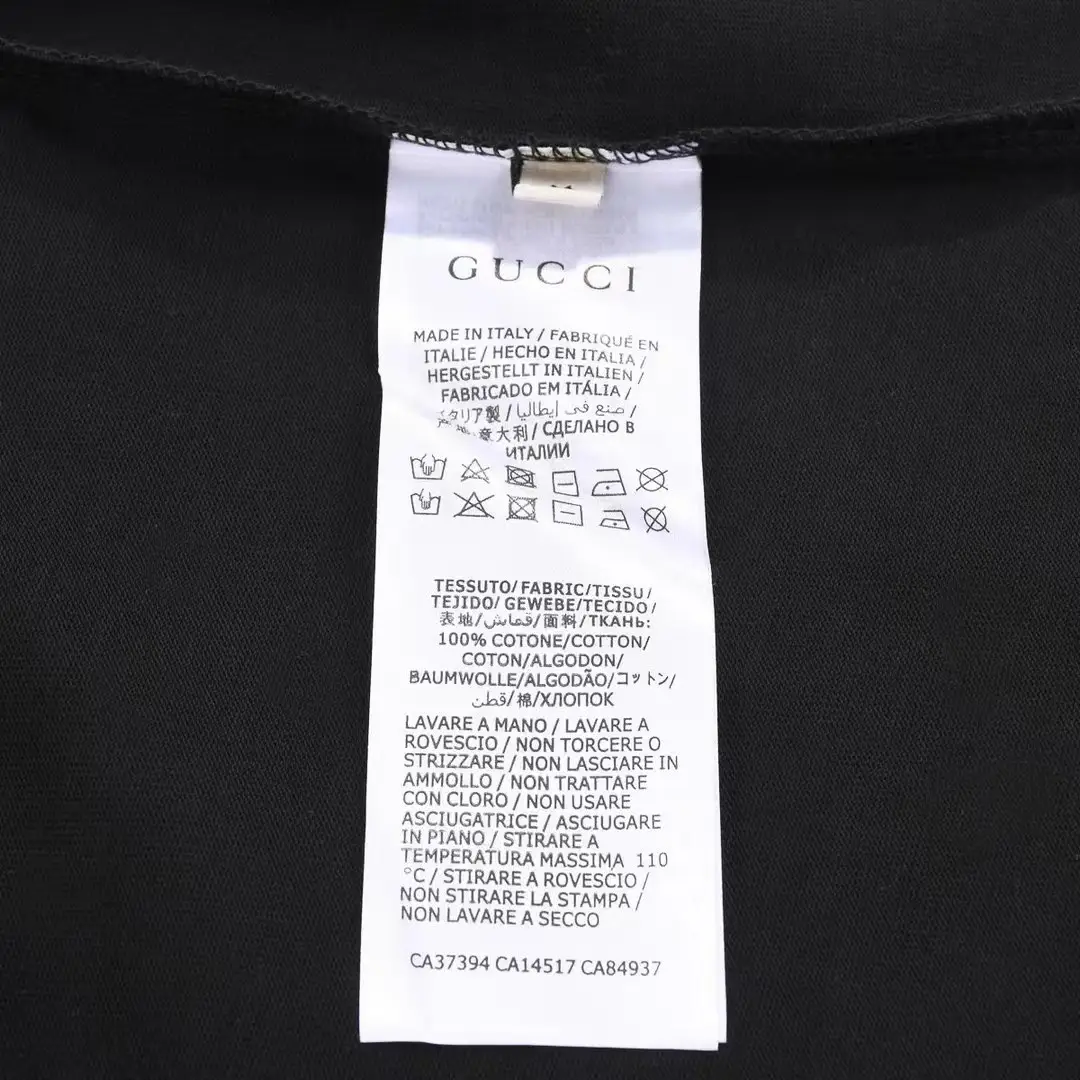 GUCCI
MADE IN ITALY / FABRIQUÉ EN
ITALIE / HECHO EN ITALIA /
HERGESTELLT IN ITALIEN /
FABRICADO EM ITÁLIA /
イタリア製 / صنع في إيطاليا /
意大利 / СДЕЛАНО В
ИТАЛИИ
TESSUTO/FABRIC/TISSU/
TEJIDO/ GEWEBE/TECIDO/
表地/قماش/面料/ТКАНЬ:
100% COTONE/COTTON/
COTON/ALGODON/
BAUMWOLLE/ALGODÃO/コットン/
قطن/棉/ХЛОПОК
LAVARE A MANO / LAVARE A
ROVESCIO / NON TORCERE O
STRIZZARE / NON LASCIARE IN
AMMOLLO / NON TRATTARE
CON CLORO / NON USARE
ASCIUGATRICE / ASCIUGARE
IN PIANO / STIRARE A
TEMPERATURA MASSIMA 110
°C / STIRARE A ROVESCIO /
NON STIRARE LA STAMPA /
NON LAVARE A SECCO
CA37394 CA14517 CA84937